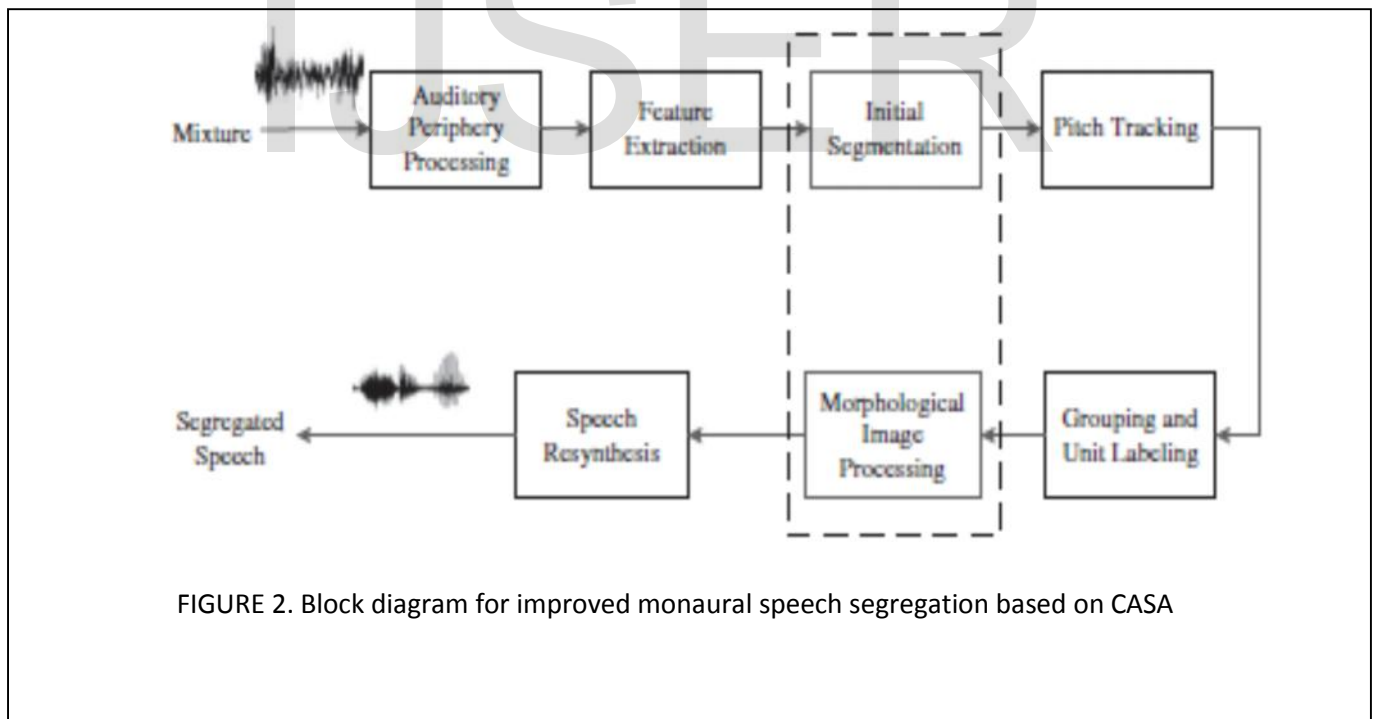 IJSER
Mixture
Auditory
Periphery
Processing
Feature
Extraction
Initial
Segmentation
Pitch Tracking
Segregated
Speech
Speech
Resynthesis
Morphological
Image
Processing
Grouping and
Unit Labeling
FIGURE 2. Block diagram for improved monaural speech segregation based on CASA